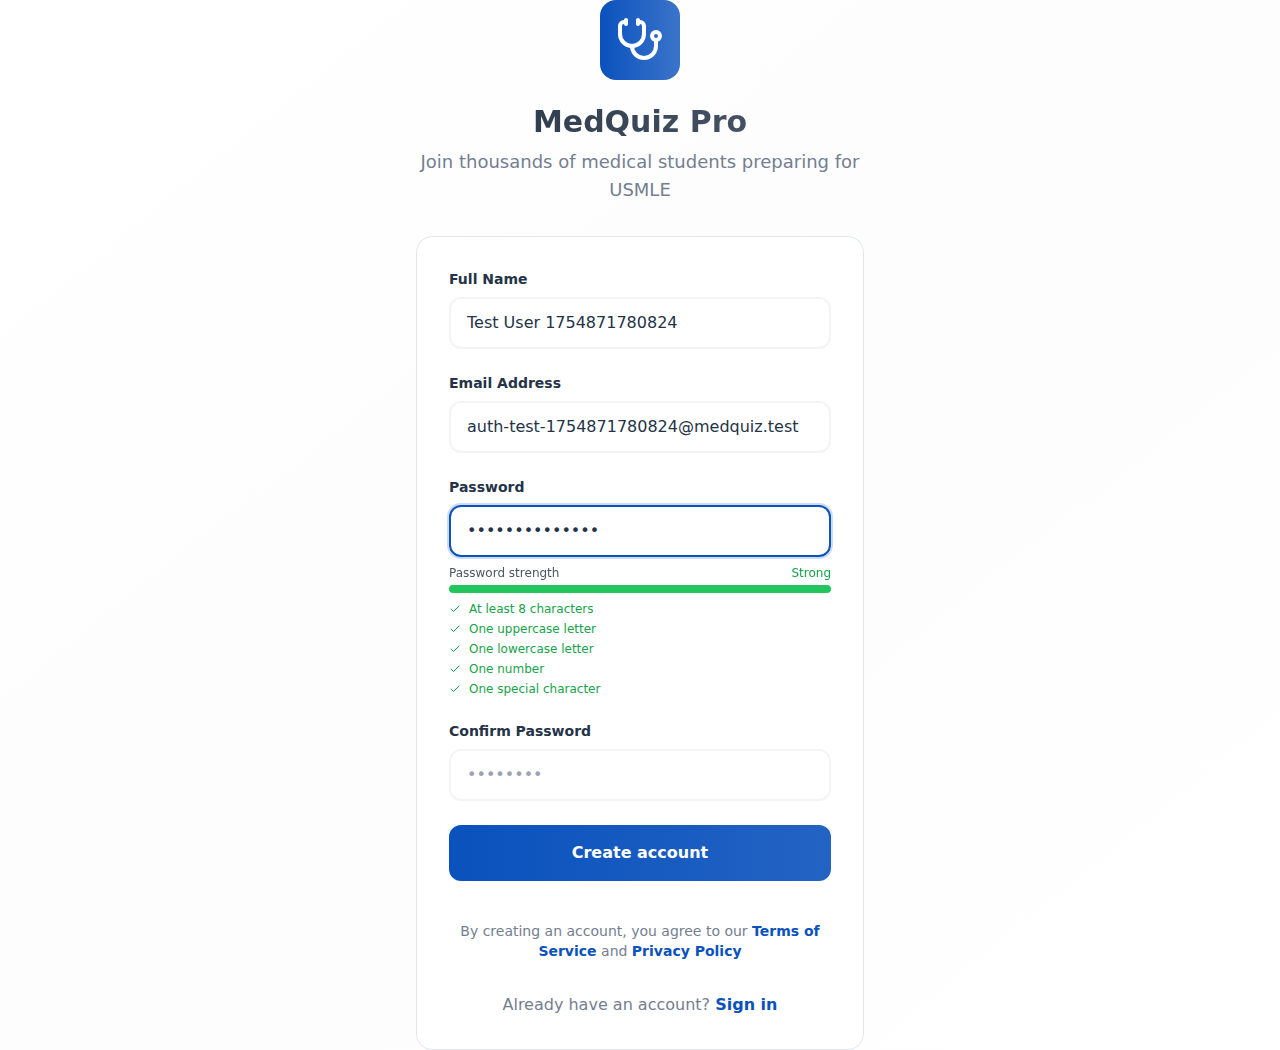 MedQuiz Pro
Join thousands of medical students preparing for
USMLE
Full Name
Test User 1754871780824
Email Address
auth-test-1754871780824@medquiz.test
Password
••••••••••••••
Password strength Strong
At least 8 characters
One uppercase letter
One lowercase letter
One number
One special character
Confirm Password
••••••••
Create account
By creating an account, you agree to our Terms of
Service and Privacy Policy
Already have an account? Sign in